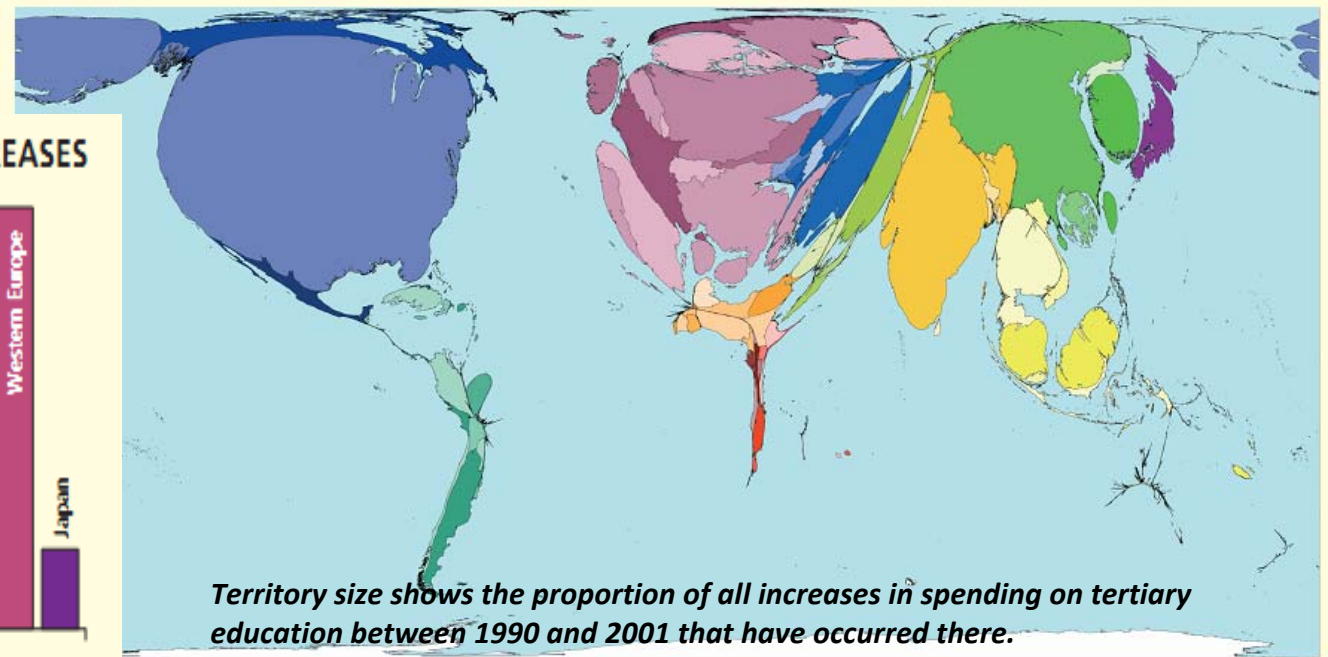 EASES
Western Europe
Japan
Territory size shows the proportion of all increases in spending on tertiary
education between 1990 and 2001 that have occurred there.